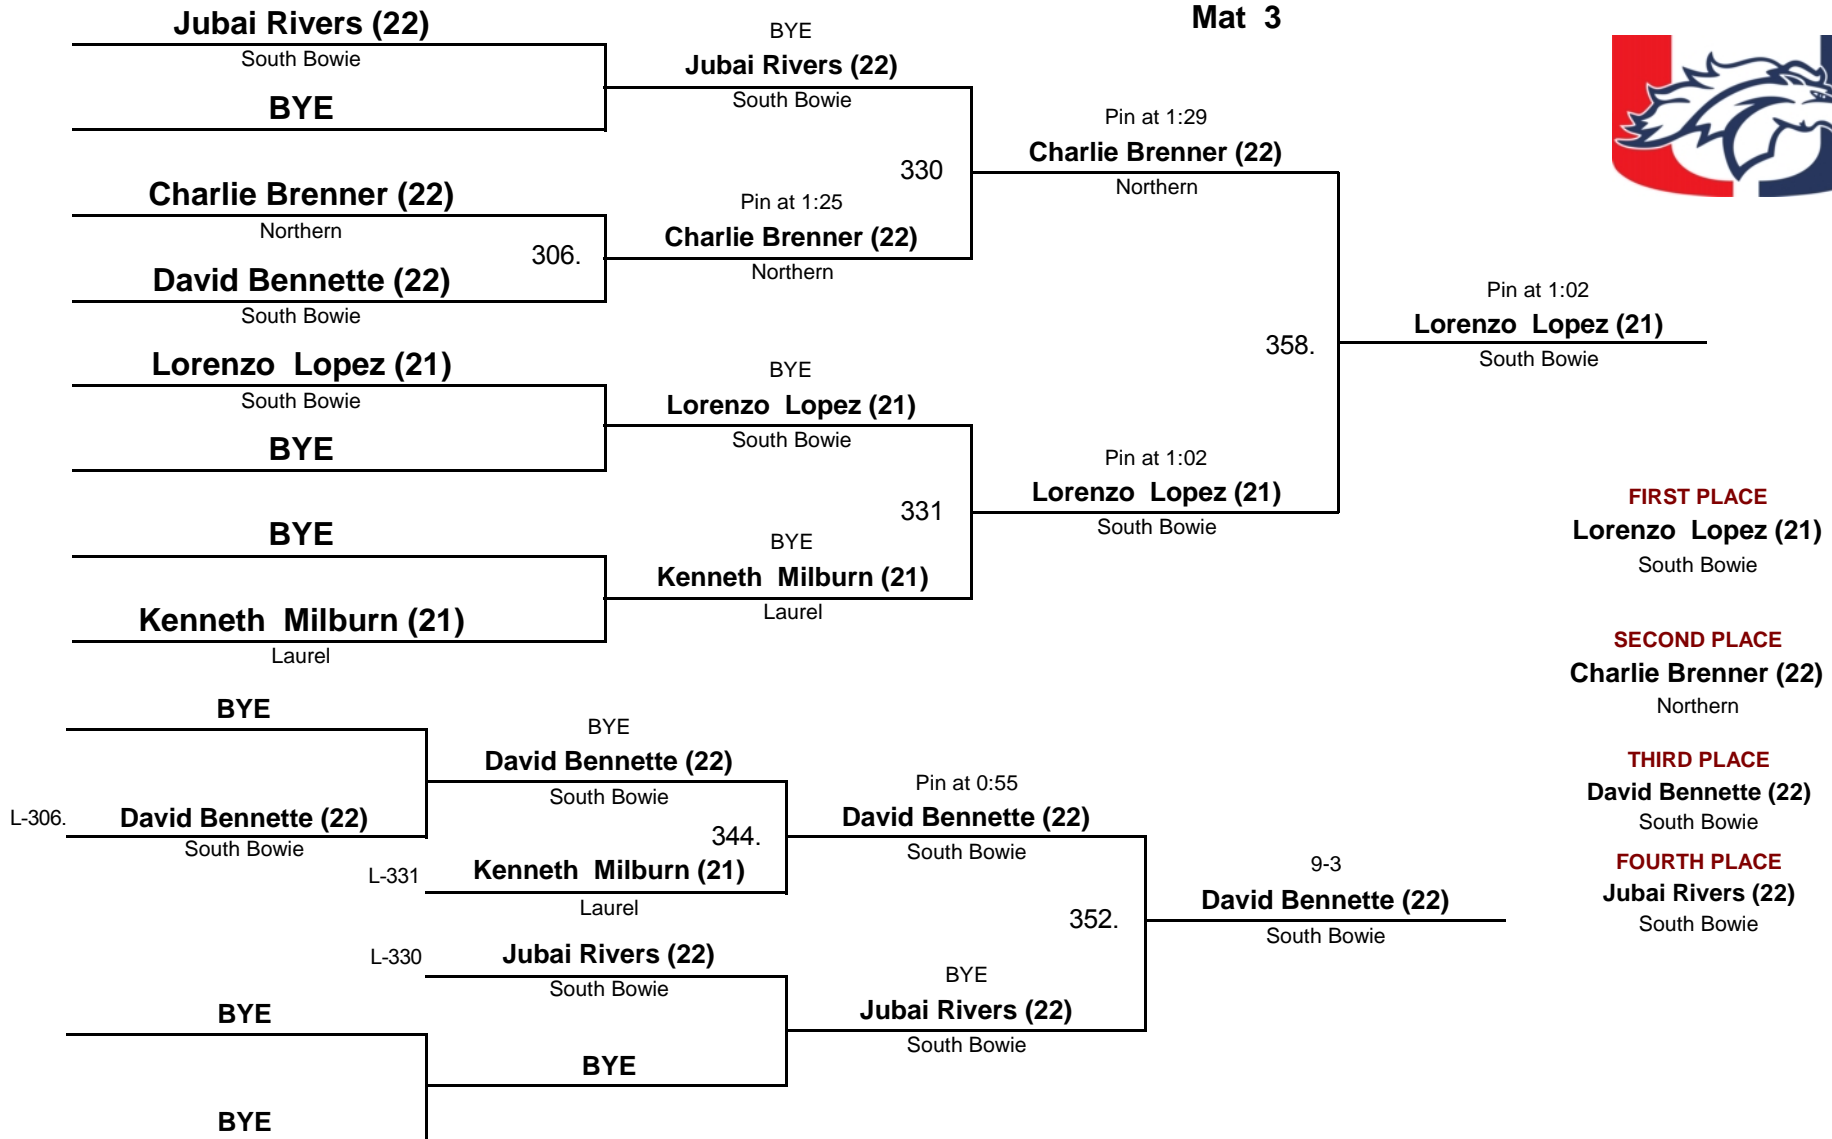 Mat 3
Jubai Rivers (22)
South Bowie
BYE
Charlie Brenner (22)
Northern
306.
David Bennette (22)
South Bowie
Lorenzo Lopez (21)
South Bowie
BYE
BYE
Kenneth Milburn (21)
Laurel
BYE
Jubai Rivers (22)
South Bowie
330
Pin at 1:25
Charlie Brenner (22)
Northern
BYE
Lorenzo Lopez (21)
South Bowie
331
BYE
Kenneth Milburn (21)
Laurel
Pin at 1:29
Charlie Brenner (22)
Northern
358.
Pin at 1:02
Lorenzo Lopez (21)
South Bowie
Pin at 1:02
Lorenzo Lopez (21)
South Bowie
FIRST PLACE
Lorenzo Lopez (21)
South Bowie
SECOND PLACE
Charlie Brenner (22)
Northern
THIRD PLACE
David Bennette (22)
South Bowie
FOURTH PLACE
Jubai Rivers (22)
South Bowie
BYE
L-306.
David Bennette (22)
South Bowie
BYE
David Bennette (22)
South Bowie
344.
L-331
Kenneth Milburn (21)
Laurel
L-330
Jubai Rivers (22)
South Bowie
BYE
BYE
BYE
Pin at 0:55
David Bennette (22)
South Bowie
352.
BYE
Jubai Rivers (22)
South Bowie
9-3
David Bennette (22)
South Bowie